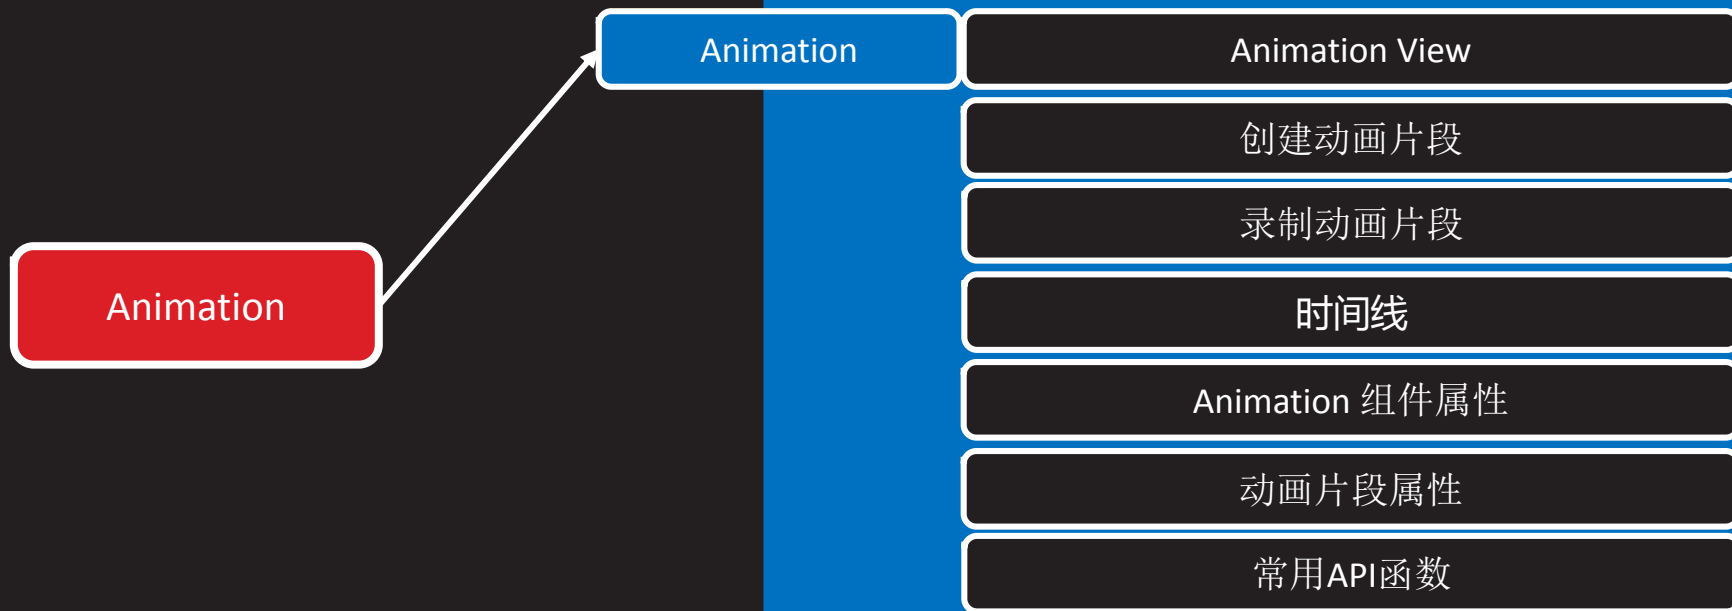 Animation
Animation
Animation View
创建动画片段
录制动画片段
时间线
Animation 组件属性
动画片段属性
常用API函数